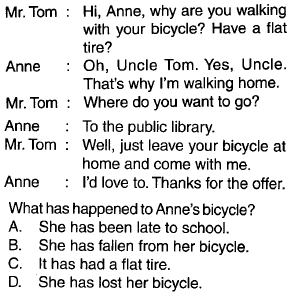 Mr. Tom : Hi, Anne, why are you walking
with your bicycle? Have a flat
tire?
Anne : Oh, Uncle Tom. Yes, Uncle.
That's why I'm walking home.
Mr. Tom : Where do you want to go?
Anne : To the public library.
Mr. Tom : Well, just leave your bicycle at
home and come with me.
Anne : I'd love to. Thanks for the offer.
What has happened to Anne's bicycle?
A. She has been late to school.
B. She has fallen from her bicycle.
C. It has had a flat tire.
D. She has lost her bicycle.